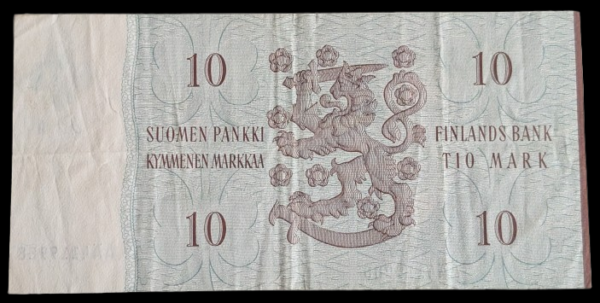 10
10
SUOMEN PANKKI
KYMMENEN MARKKAA
FINLANDS BANK
TIO MARK
10
10